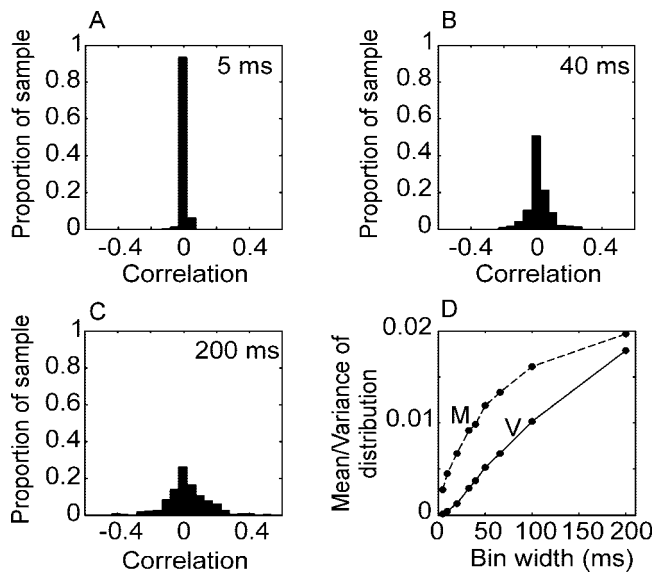 A
5 ms
Proportion of sample
1
0.8
0.6
0.4
0.2
0
-0.4 0 0.4
Correlation
B
40 ms
Proportion of sample
1
0.8
0.6
0.4
0.2
0
-0.4 0 0.4
Correlation
C
200 ms
Proportion of sample
1
0.8
0.6
0.4
0.2
0
-0.4 0 0.4
Correlation
D
Mean/Variance of
distribution
0.02
0.01
0
M
V
0 50 100 150 200
Bin width (ms)